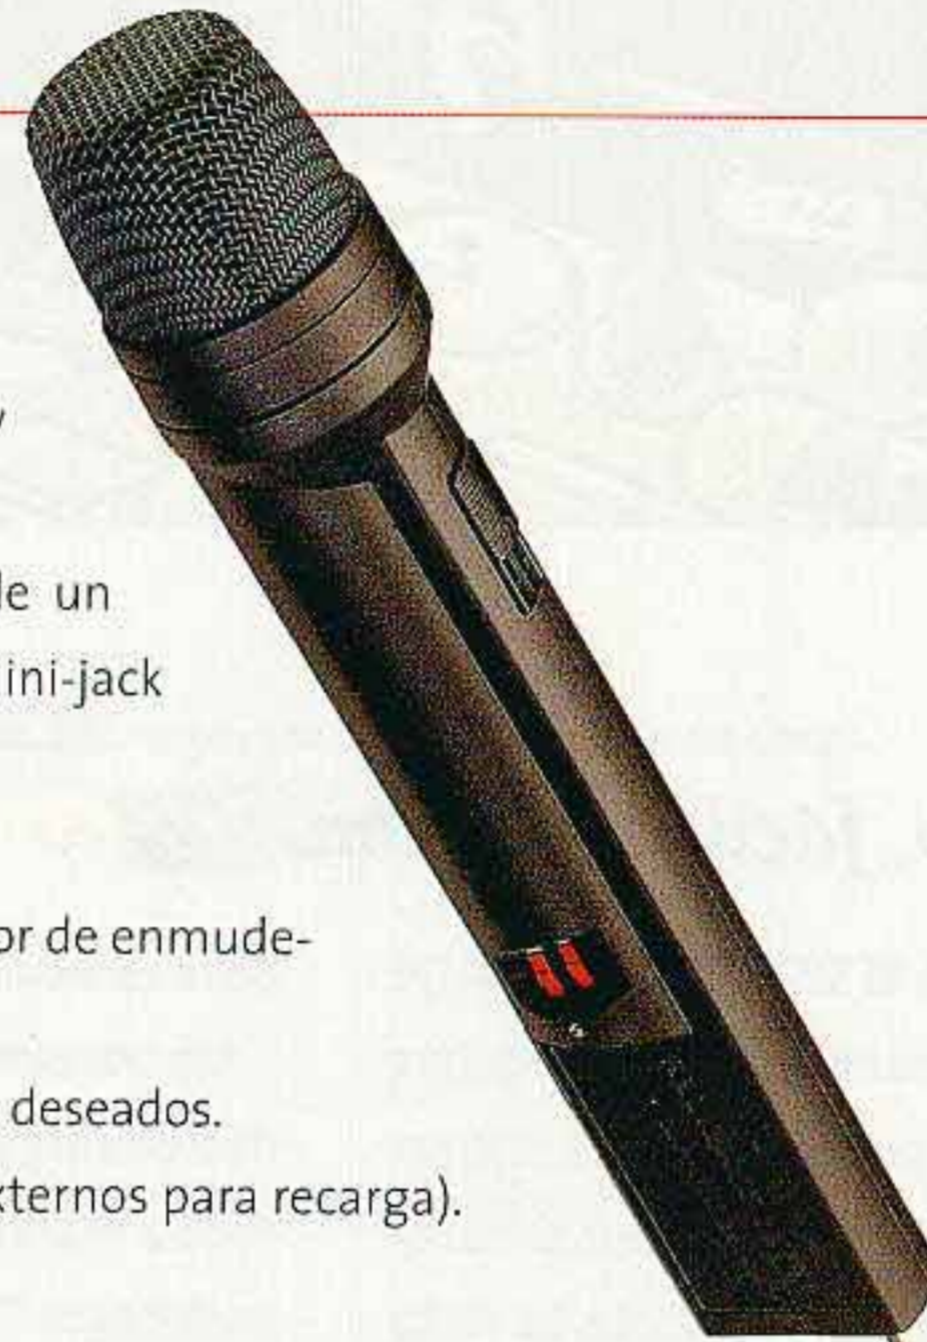 y
le un
ini-jack
or de enmude-
deseados.
xternos para recarga).